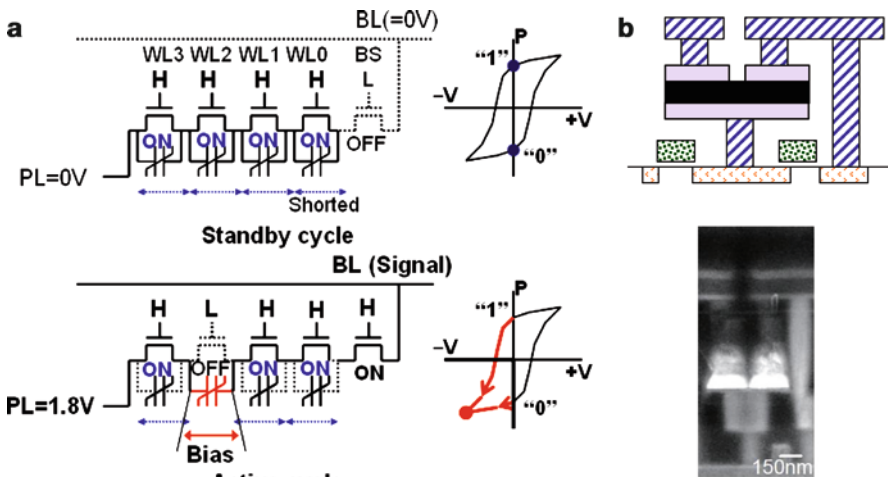 a
BL(=0V)
WL3 WL2 WL1 WL0 BS
H H H H L
ON ON ON ON OFF
PL=0V
Shorted
Standby cycle
P
"1"
–V
+V
"0"
b
BL (Signal)
H L H H H
ON OFF ON ON ON
PL=1.8V
Bias
P
"1"
–V
+V
"0"
150nm